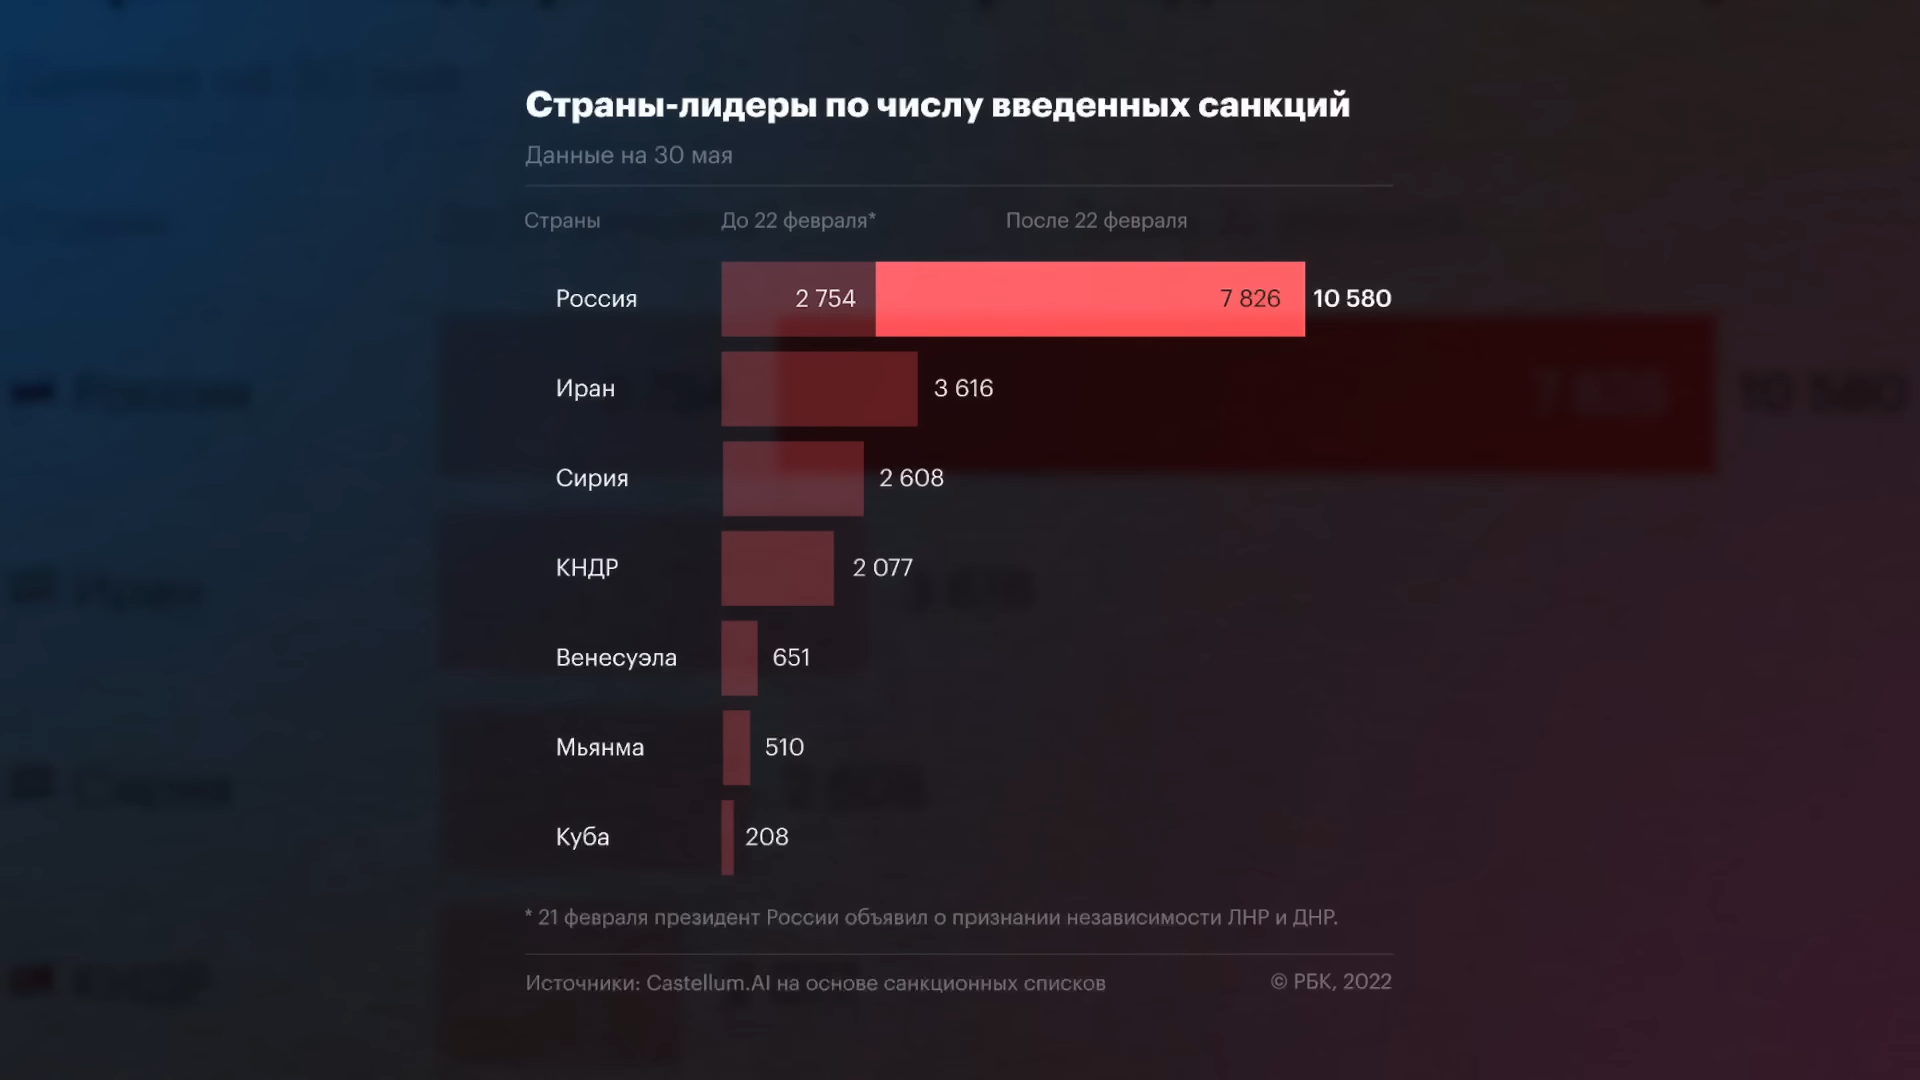 Страны-лидеры по числу введенных санкций
Данные на 30 мая
Страны До 22 февраля* После 22 февраля
Россия 2 754 7 826 10 580
Иран 3 616
Сирия 2 608
КНДР 2 077
Венесуэла 651
Мьянма 510
Куба 208
* 21 февраля президент России объявил о признании независимости ЛНР и ДНР.
Источники: Castellum.AI на основе санкционных списков © РБК, 2022